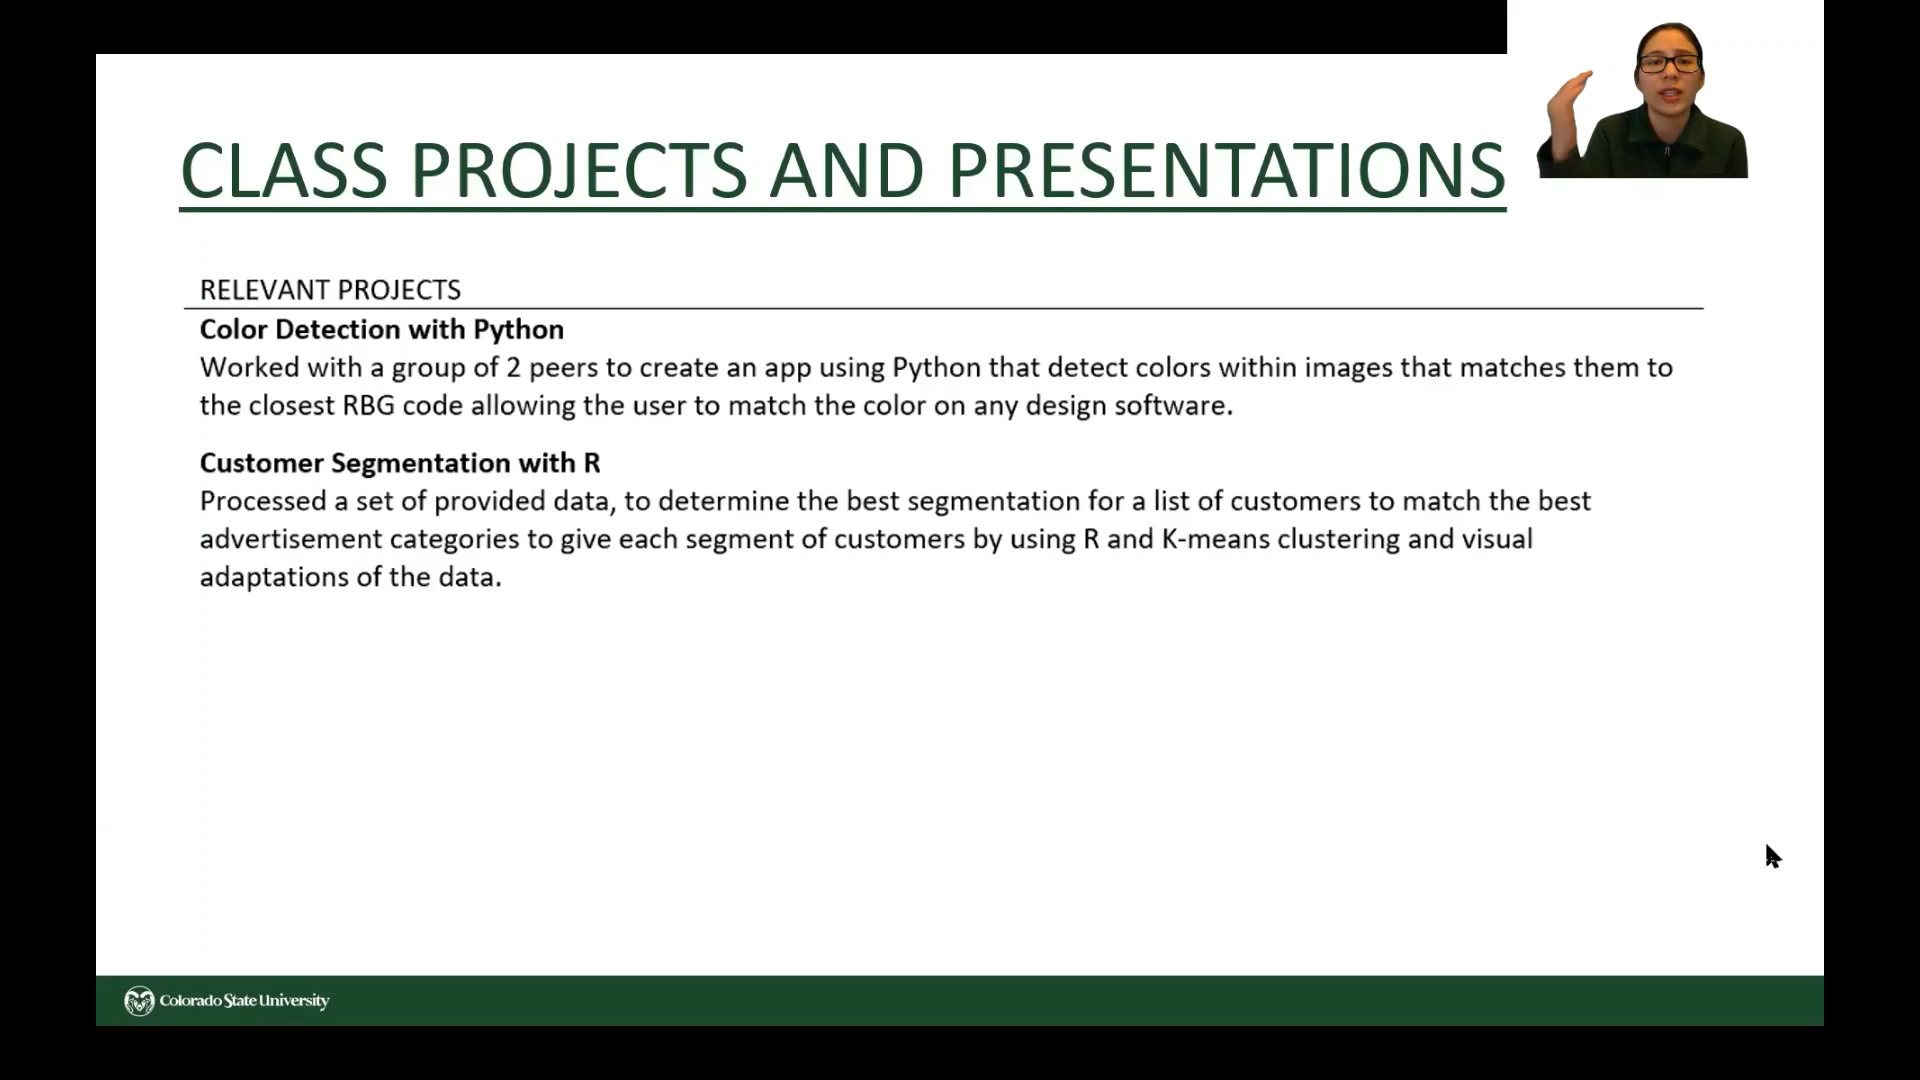 CLASS PROJECTS AND PRESENTATIONS
RELEVANT PROJECTS
Color Detection with Python
Worked with a group of 2 peers to create an app using Python that detect colors within images that matches them to
the closest RBG code allowing the user to match the color on any design software.
Customer Segmentation with R
Processed a set of provided data, to determine the best segmentation for a list of customers to match the best
advertisement categories to give each segment of customers by using R and K-means clustering and visual
adaptations of the data.
Colorado State University